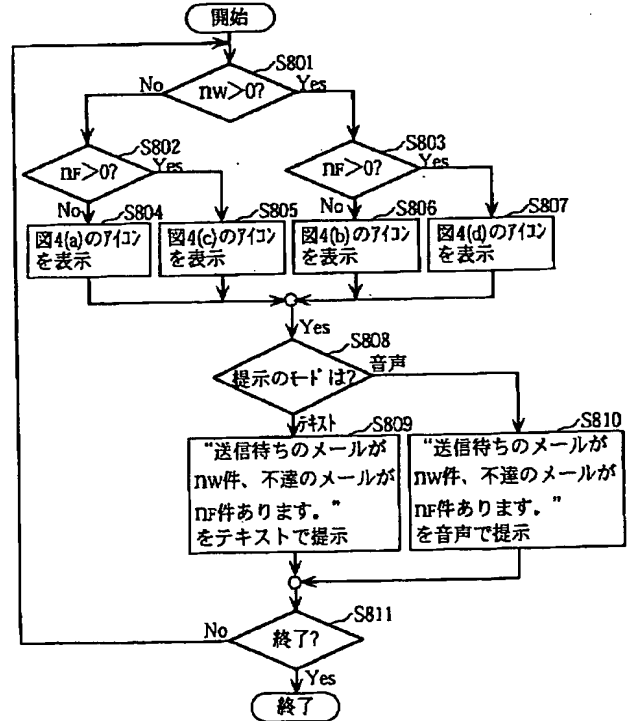 開始
S801
nw>0?
No
Yes
S802
nF>0?
Yes
No
S803
nF>0?
Yes
No
S804
図4(a)のアイコン
を表示
S805
図4(c)のアイコン
を表示
S806
図4(b)のアイコン
を表示
S807
図4(d)のアイコン
を表示
Yes
S808
提示のモードは?
音声
テキスト
S809
“送信待ちのメールが
nw件、不達のメールが
nF件あります。”
をテキストで提示
S810
“送信待ちのメールが
nw件、不達のメールが
nF件あります。”
を音声で提示
S811
終了?
No
Yes
終了